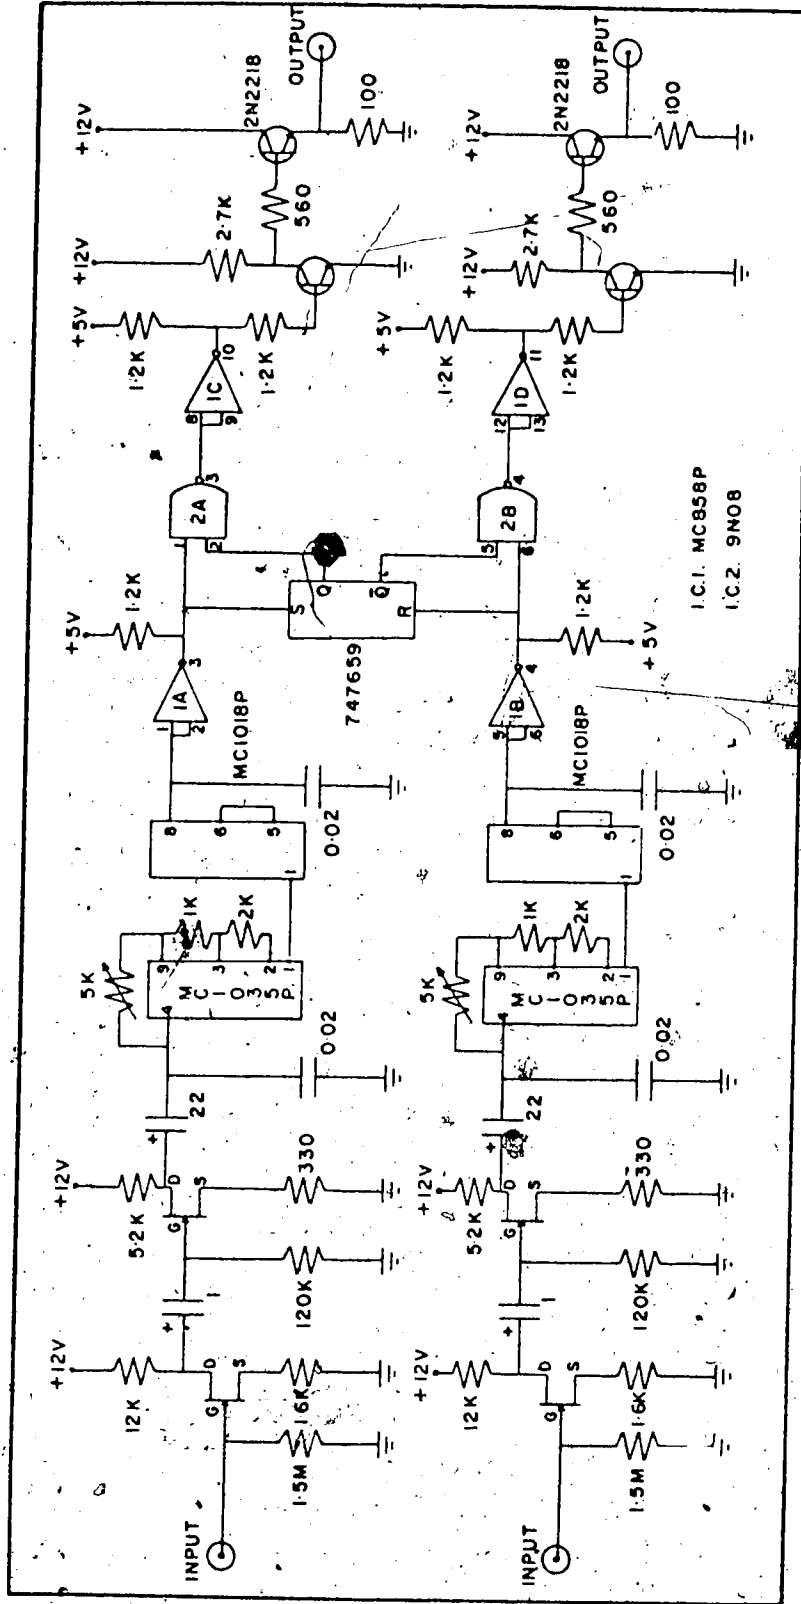 INPUT
1·5M
12K
+12V
G
D
S
1·6K
+
1
120K
5.2K
+12V
G
D
S
330
+
22
0·02
5K
4
MC-1035P.
9
3
2
1
1K
2K
1
8
6
5
MC1018P
0·02
1
2
1A
3
+5V
1.2K
747659
S
Q
Q̅
R
1
2
2A
3
8
9
1C
10
+5V
1·2K
1·2K
+12V
2·7K
560
+12V
2N2218
OUTPUT
100
INPUT
1·5M
12K
+12V
G
D
S
1·6K
+
1
120K
5.2K
+12V
G
D
S
330
+
22
0·02
5K
4
MC-1035P
9
3
2
1
1K
2K
1
8
6
5
MC1018P
0·02
5
6
1B
4
+5V
1.2K
5
6
2B
4
12
13
1D
11
+5V
1·2K
1·2K
+12V
2·7K
560
+12V
2N2218
OUTPUT
100
I.C.1. MC858P
I.C.2. 9N08